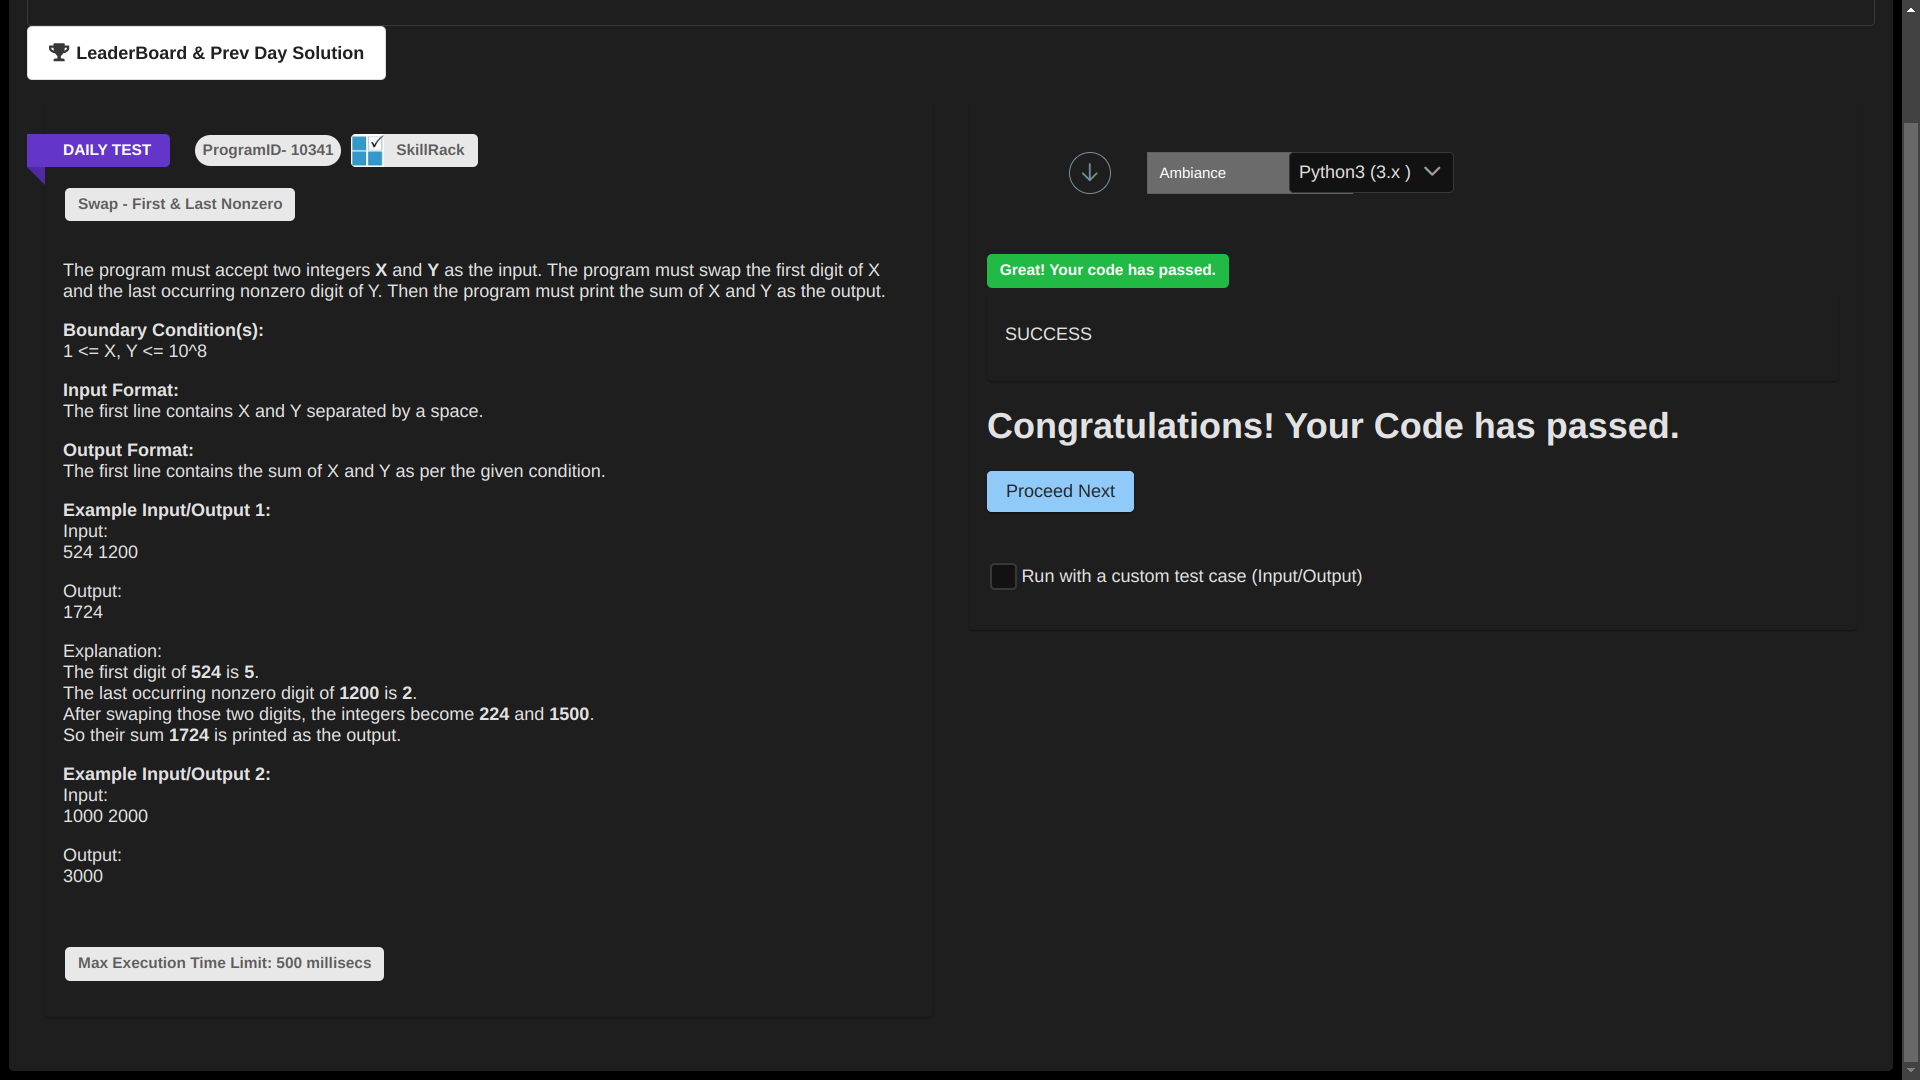 LeaderBoard & Prev Day Solution
DAILY TEST
ProgramID- 10341
SkillRack
Swap - First & Last Nonzero
The program must accept two integers X and Y as the input. The program must swap the first digit of X
and the last occurring nonzero digit of Y. Then the program must print the sum of X and Y as the output.
Boundary Condition(s):
1 <= X, Y <= 10^8
Input Format:
The first line contains X and Y separated by a space.
Output Format:
The first line contains the sum of X and Y as per the given condition.
Example Input/Output 1:
Input:
524 1200
Output:
1724
Explanation:
The first digit of 524 is 5.
The last occurring nonzero digit of 1200 is 2.
After swaping those two digits, the integers become 224 and 1500.
So their sum 1724 is printed as the output.
Example Input/Output 2:
Input:
1000 2000
Output:
3000
Max Execution Time Limit: 500 millisecs
Ambiance
Python3 (3.x )
Great! Your code has passed.
SUCCESS
Congratulations! Your Code has passed.
Proceed Next
Run with a custom test case (Input/Output)